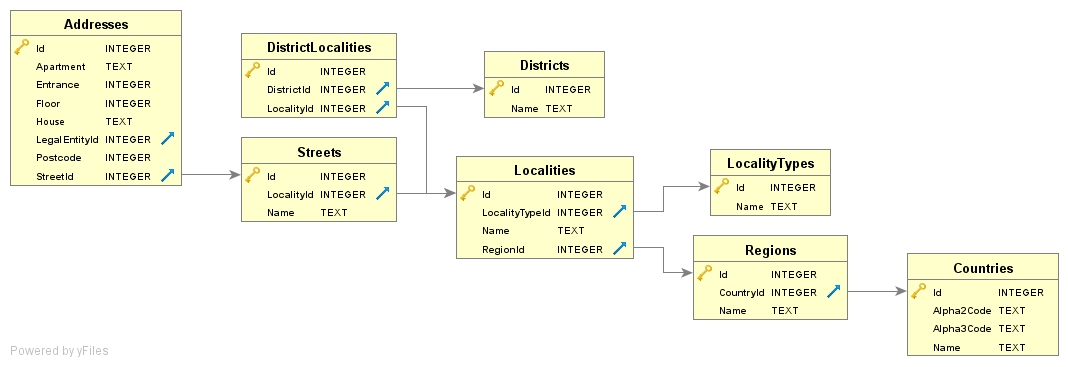 Addresses
Id INTEGER
Apartment TEXT
Entrance INTEGER
Floor INTEGER
House TEXT
LegalEntityId INTEGER
Postcode INTEGER
StreetId INTEGER
DistrictLocalities
Id INTEGER
DistrictId INTEGER
LocalityId INTEGER
Streets
Id INTEGER
LocalityId INTEGER
Name TEXT
Districts
Id INTEGER
Name TEXT
Localities
Id INTEGER
LocalityTypeId INTEGER
Name TEXT
RegionId INTEGER
LocalityTypes
Id INTEGER
Name TEXT
Regions
Id INTEGER
CountryId INTEGER
Name TEXT
Countries
Id INTEGER
Alpha2Code TEXT
Alpha3Code TEXT
Name TEXT
Powered by yFiles